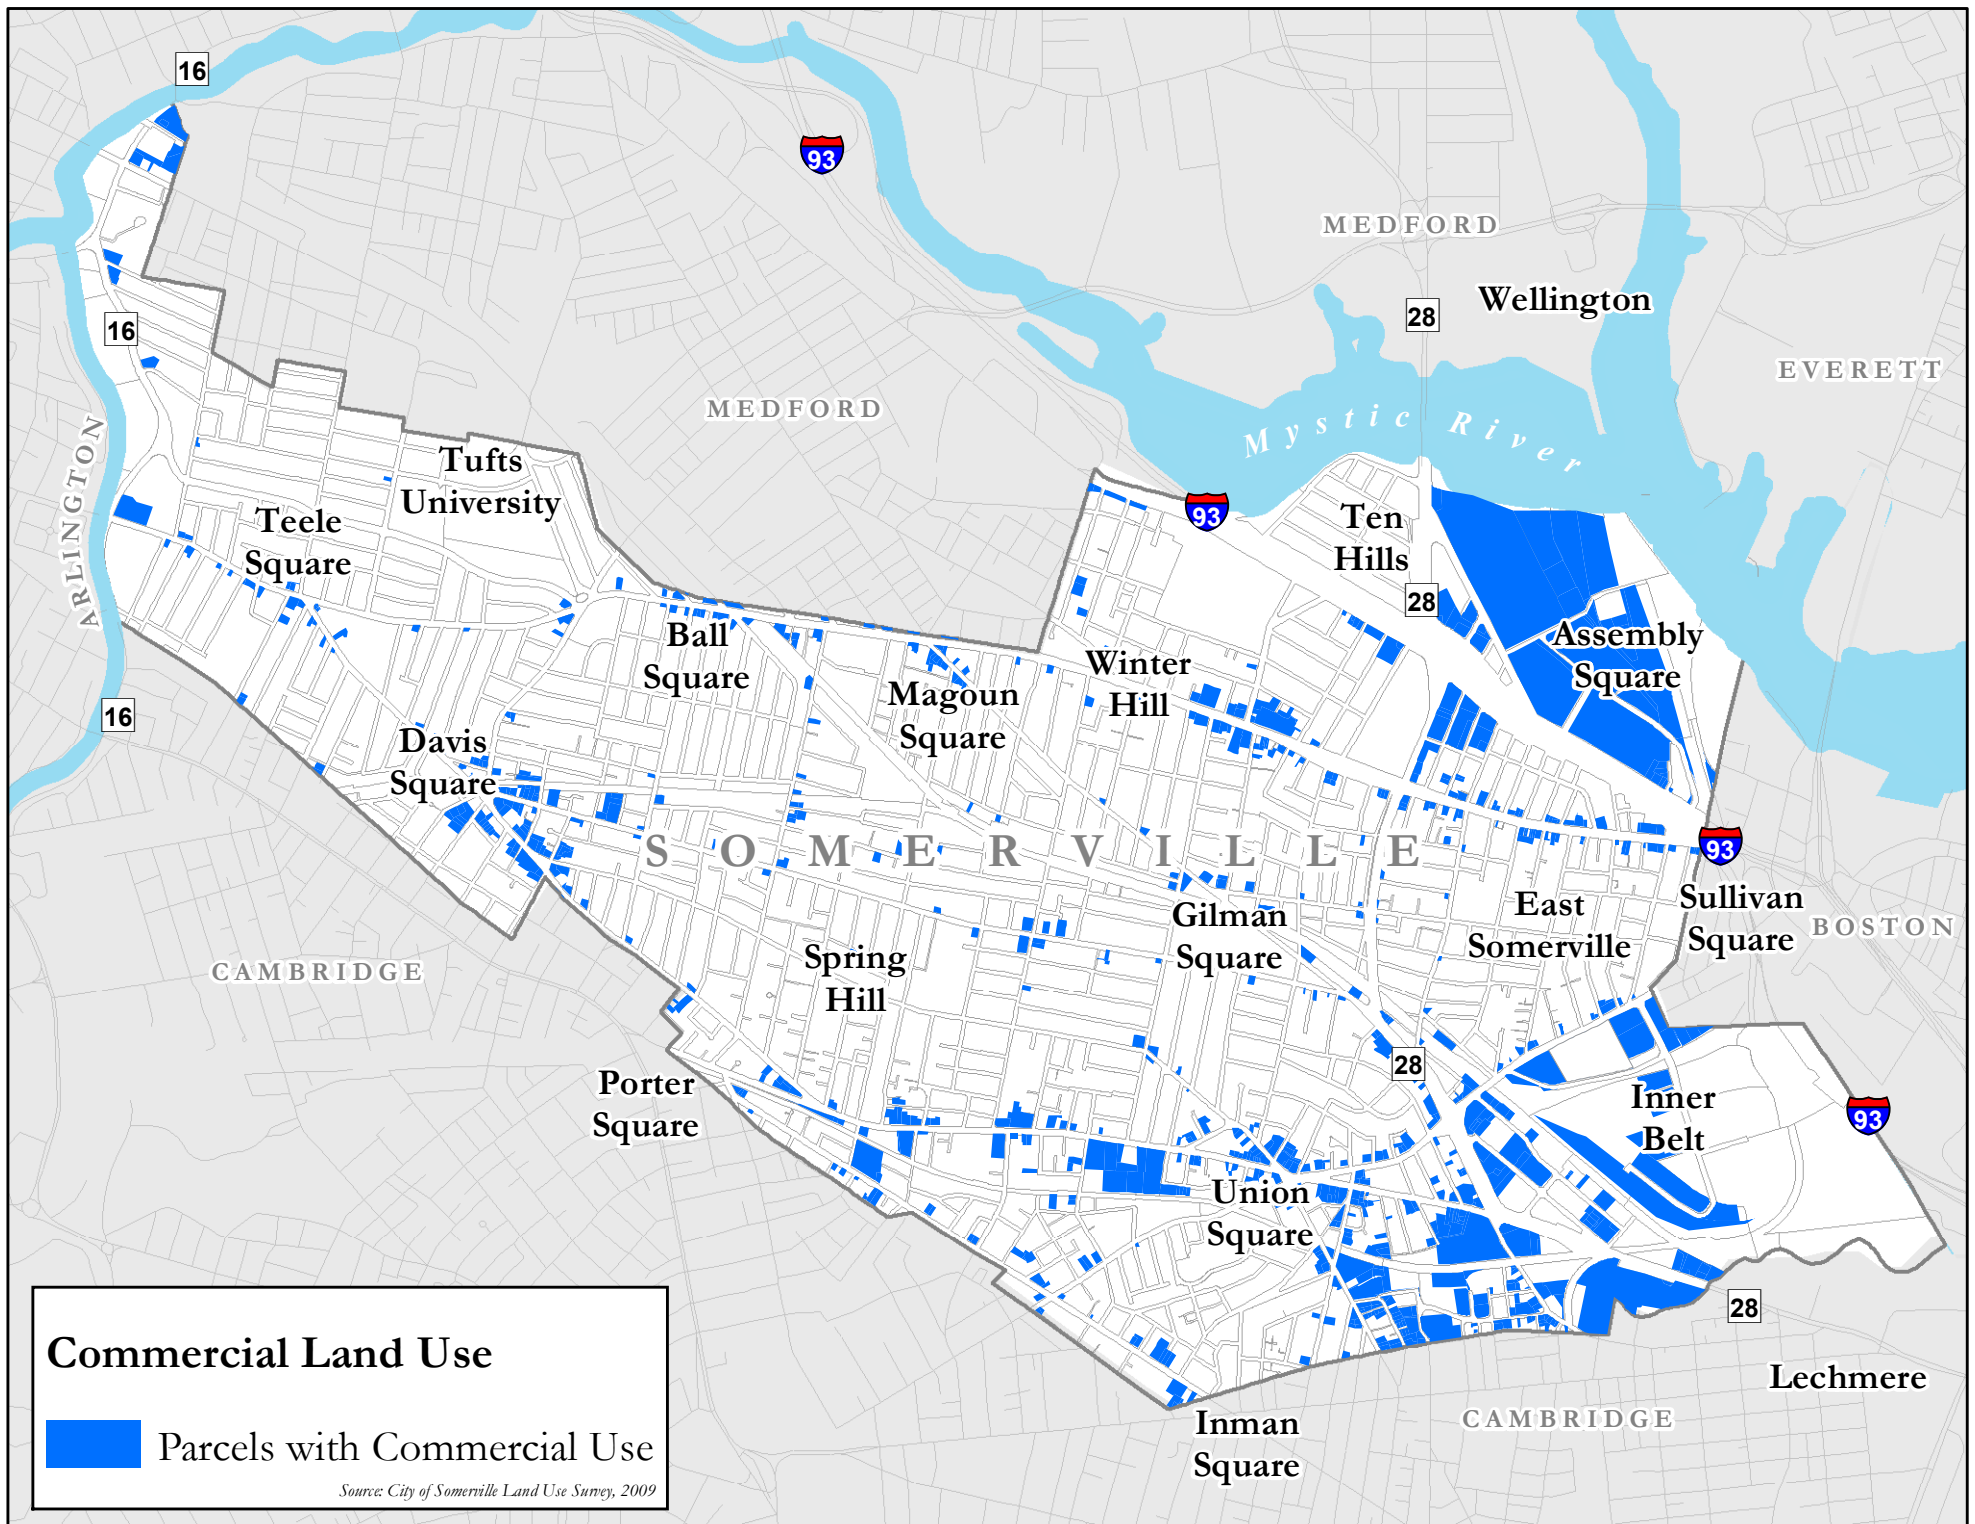 16
93
MEDFORD
Wellington
28
16
EVERETT
MEDFORD
Mystic River
ARLINGTON
Tufts
University
Teele
Square
93
Ten
Hills
28
Assembly
Square
Ball
Square
Winter
Hill
Magoun
Square
16
Davis
Square
SOMERVILLE
93
Sullivan
Square
BOSTON
East
Somerville
Gilman
Square
CAMBRIDGE
Spring
Hill
28
Porter
Square
Inner
Belt
93
Union
Square
28
Lechmere
CAMBRIDGE
Inman
Square
Commercial Land Use
Parcels with Commercial Use
Source: City of Somerville Land Use Survey, 2009